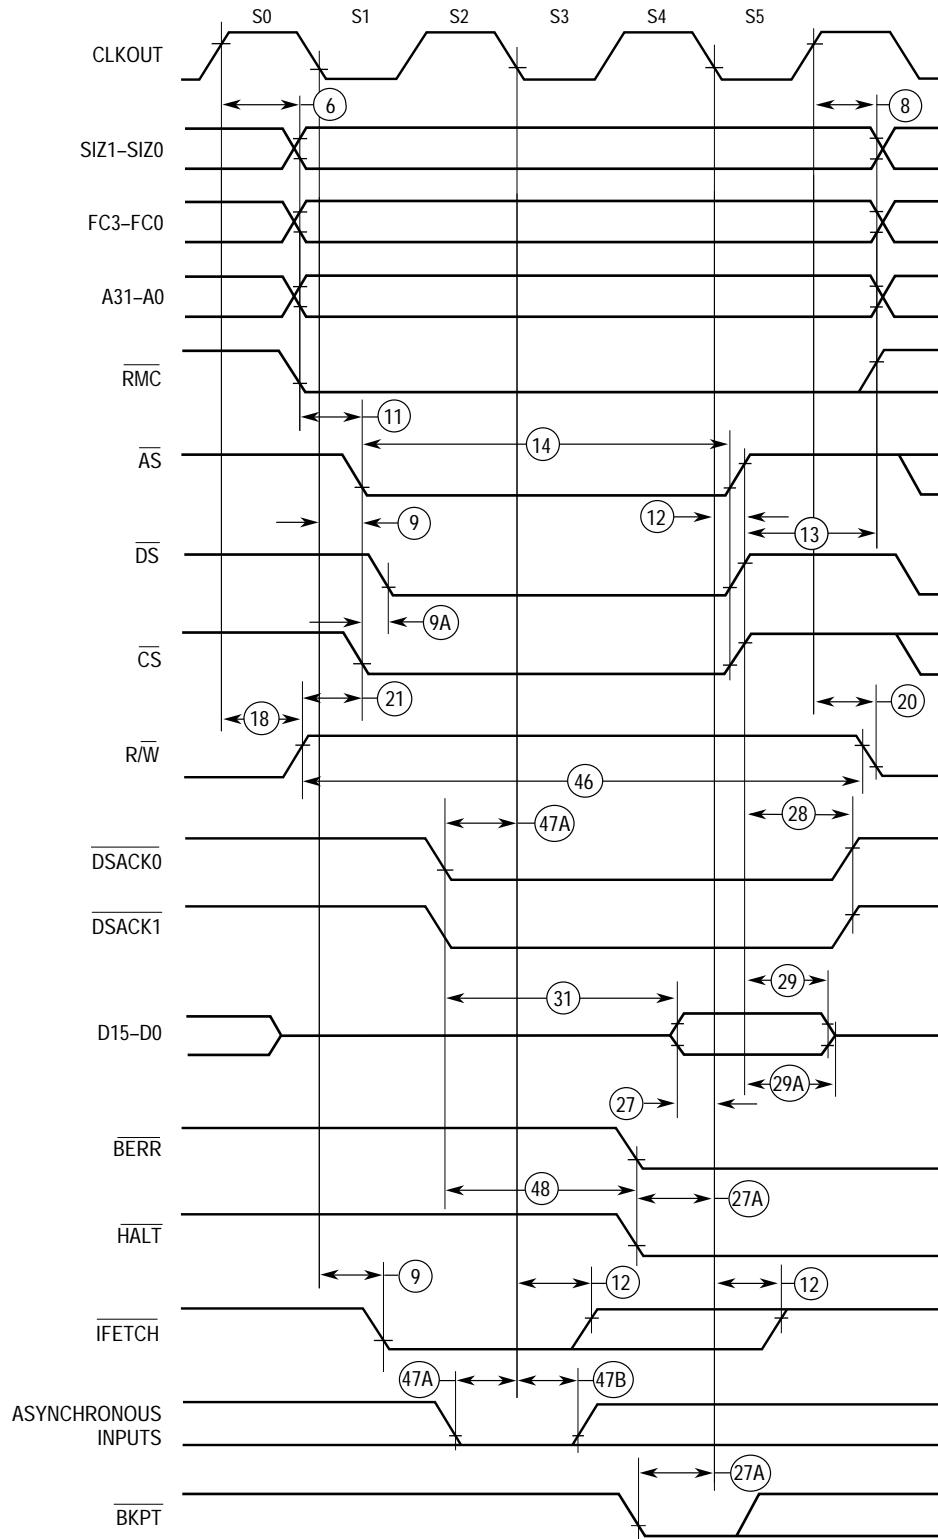 S0 S1 S2 S3 S4 S5
CLKOUT
6 8
SIZ1–SIZ0
FC3–FC0
A31–A0
RMC
11
14
AS
9 12 13
DS
9A
CS
21 20
18
R/W
46
47A 28
DSACK0
DSACK1
31 29
D15–D0
29A
27
BERR
48 27A
HALT
9 12 12
IFETCH
47A 47B
ASYNCHRONOUS
INPUTS
27A
BKPT